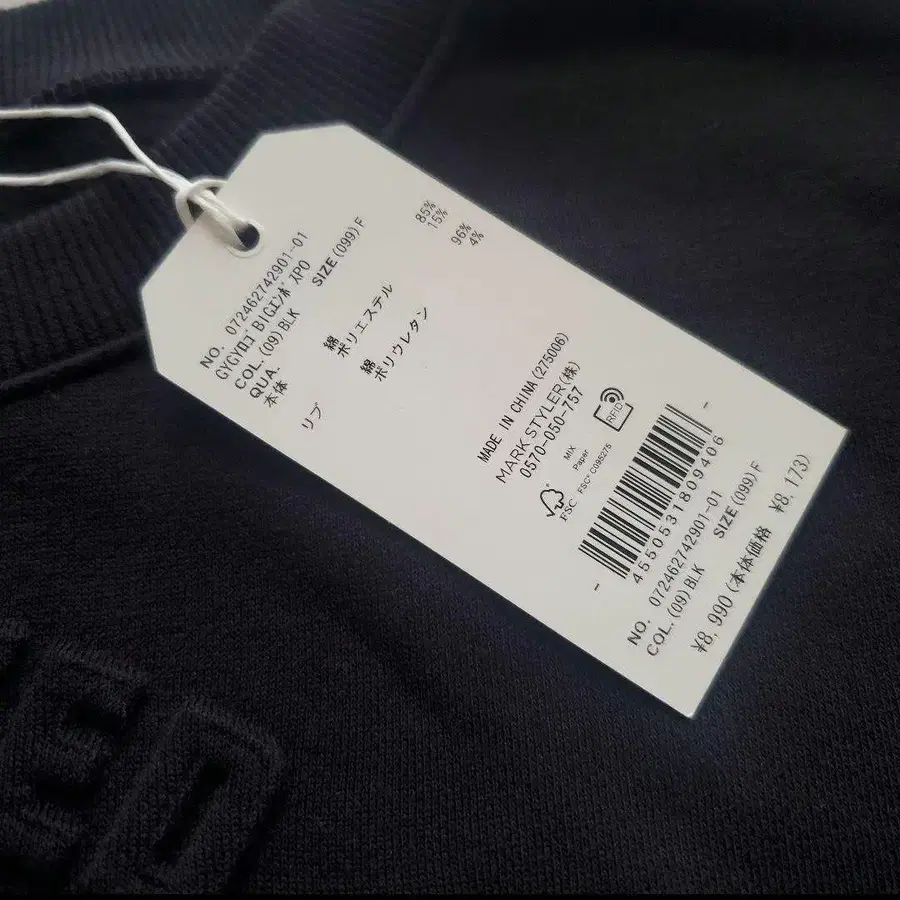 NO. 072462742901-01
GYGYﾛｺﾞBIGｴﾝﾎﾞｽPO
COL. (09)BLK SIZE(099)F
QUA.
本体 綿 85%
ポリエステル 15%
リブ 綿 96%
ポリウレタン 4%
MADE IN CHINA(275006)
MARK STYLER(株)
0570-050-757
RFID
FSC
MIX
Paper
FSC® C095275
4550531809406
NO. 072462742901-01
COL. (09)BLK SIZE(099)F
¥8,990(本体価格 ¥8,173)